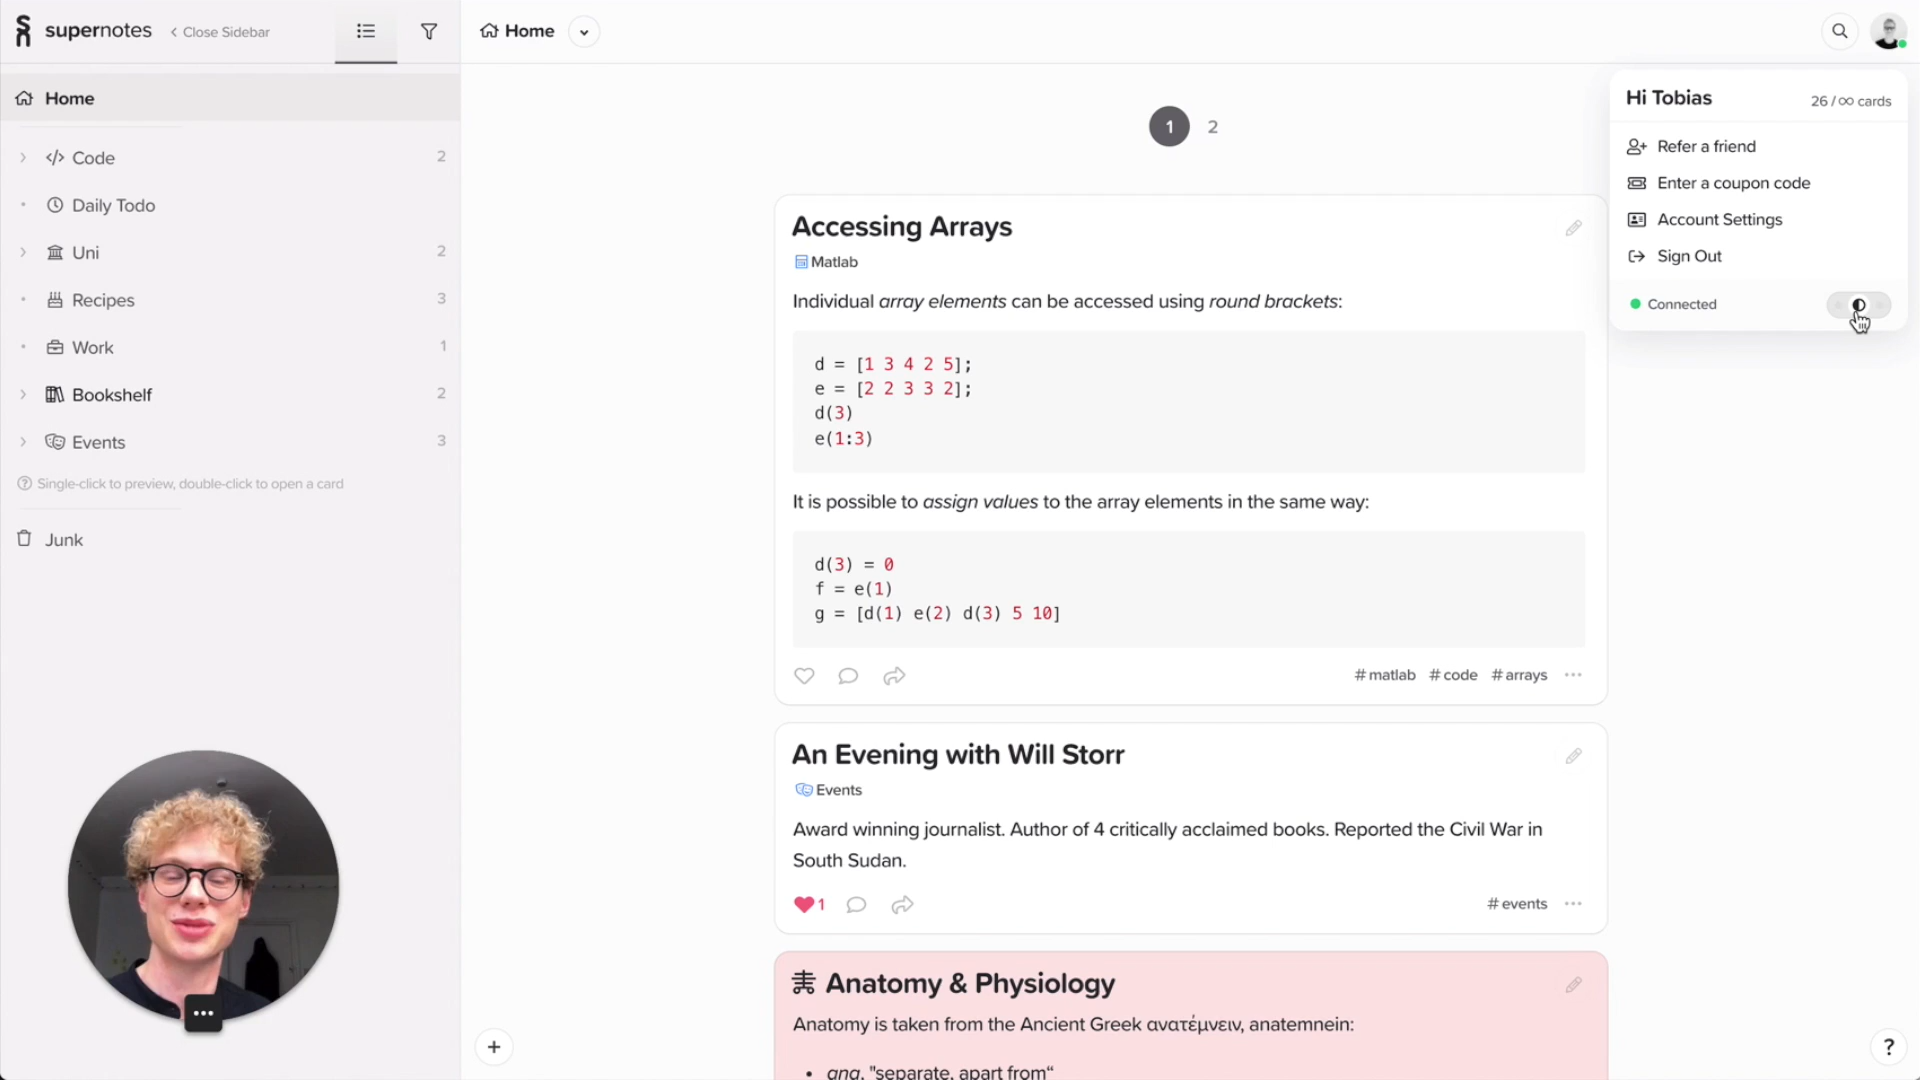 supernotes
Close Sidebar
Home
Home
Code 2
Daily Todo
Uni 2
Recipes 3
Work 1
Bookshelf 2
Events 3
Single-click to preview, double-click to open a card
Junk
1 2
Accessing Arrays
Matlab
Individual array elements can be accessed using round brackets:
d = [1 3 4 2 5];
e = [2 2 3 3 2];
d(3)
e(1:3)
It is possible to assign values to the array elements in the same way:
d(3) = 0
f = e(1)
g = [d(1) e(2) d(3) 5 10]
# matlab # code # arrays
An Evening with Will Storr
Events
Award winning journalist. Author of 4 critically acclaimed books. Reported the Civil War in
South Sudan.
1
# events
Anatomy & Physiology
Anatomy is taken from the Ancient Greek ανατέμνειν, anatemnein:
• ana, "separate, apart from“
Hi Tobias
26 / ∞ cards
Refer a friend
Enter a coupon code
Account Settings
Sign Out
Connected
?